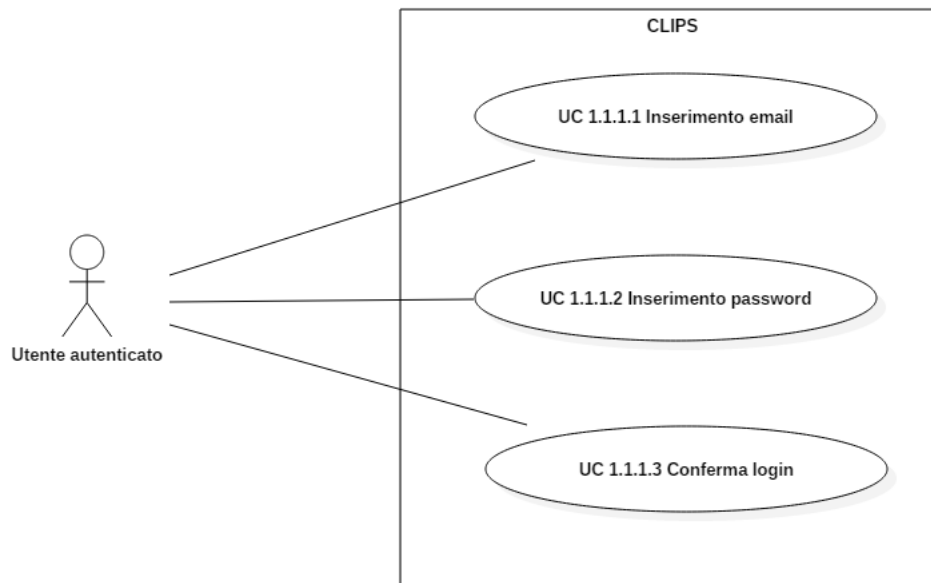 CLIPS
UC 1.1.1.1 Inserimento email
UC 1.1.1.2 Inserimento password
Utente autenticato
UC 1.1.1.3 Conferma login